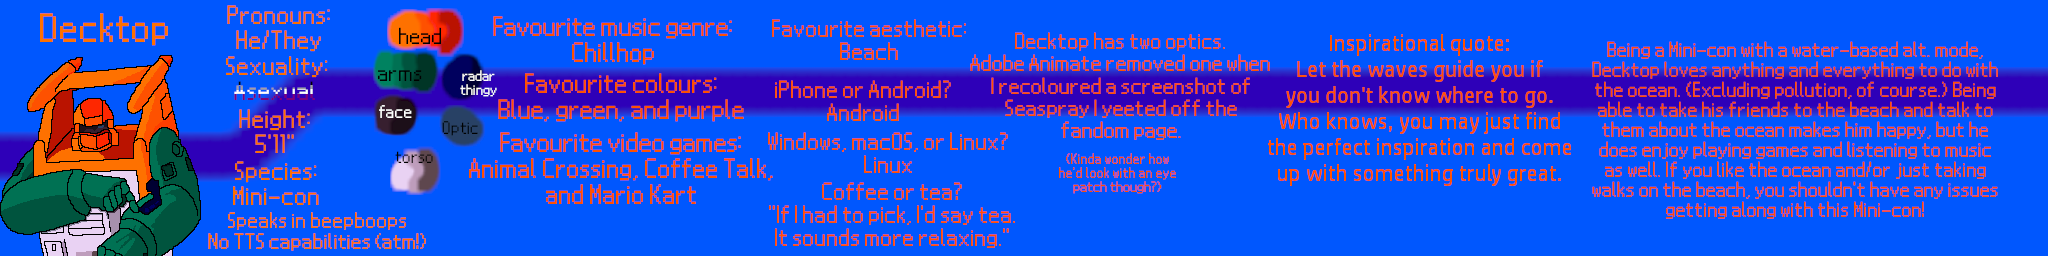 Decktop
Pronouns:
He/They
Sexuality:
Asexual
Height:
5'11"
Species:
Mini-con
Speaks in beepboops
No TTS capabilities (atm!)
head
arms
radar
thingy
face
Optic
torso
Favourite music genre:
Chillhop
Favourite colours:
Blue, green, and purple
Favourite video games:
Animal Crossing, Coffee Talk,
and Mario Kart
Favourite aesthetic:
Beach
iPhone or Android?
Android
Windows, macOS, or Linux?
Linux
Coffee or tea?
"If I had to pick, I'd say tea.
It sounds more relaxing."
Decktop has two optics.
Adobe Animate removed one when
I recoloured a screenshot of
Seaspray I yeeted off the
fandom page.
(Kinda wonder how
he'd look with an eye
patch though?)
Inspirational quote:
Let the waves guide you if
you don't know where to go.
Who knows, you may just find
the perfect inspiration and come
up with something truly great.
Being a Mini-con with a water-based alt. mode,
Decktop loves anything and everything to do with
the ocean. (Excluding pollution, of course.) Being
able to take his friends to the beach and talk to
them about the ocean makes him happy, but he
does enjoy playing games and listening to music
as well. If you like the ocean and/or just taking
walks on the beach, you shouldn't have any issues
getting along with this Mini-con!